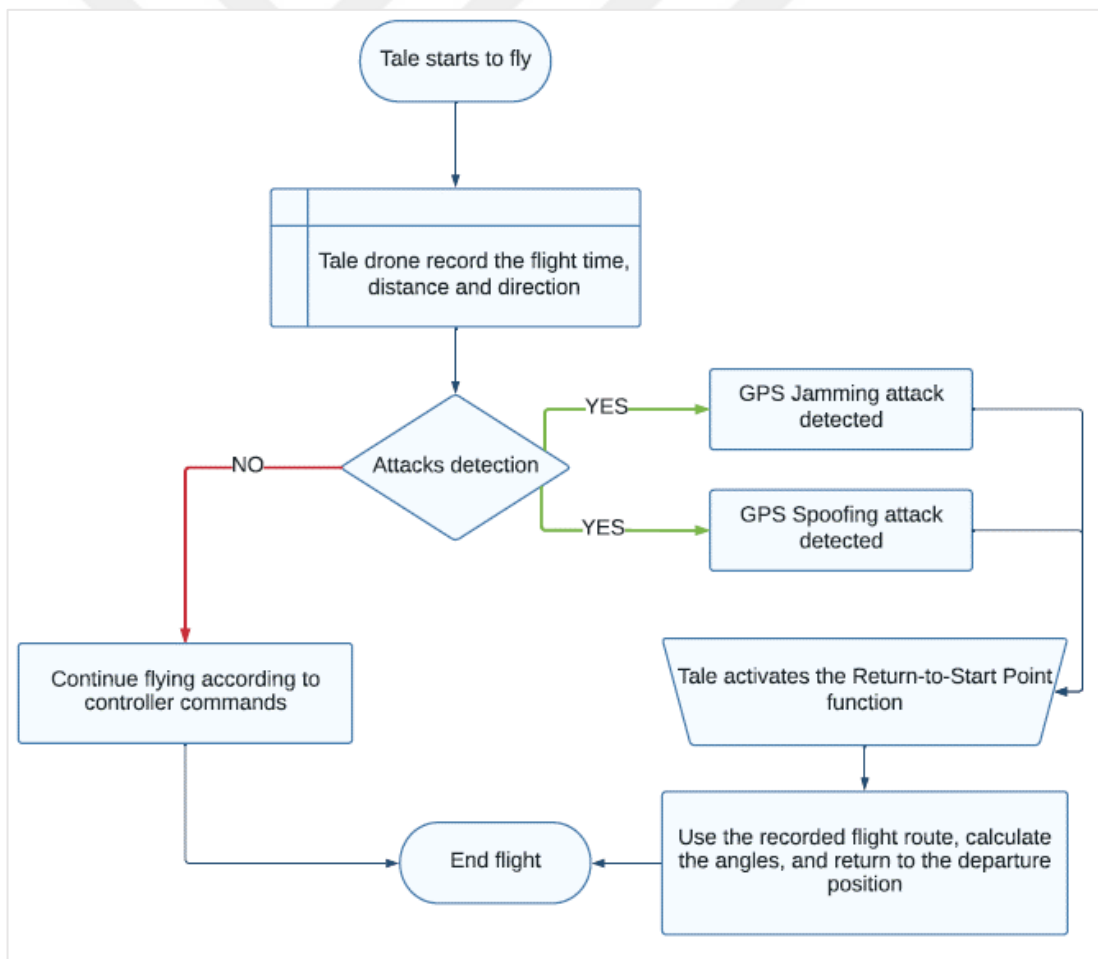 Tale starts to fly
Tale drone record the flight time,
distance and direction
Attacks detection
YES
GPS Jamming attack
detected
YES
GPS Spoofing attack
detected
NO
Continue flying according to
controller commands
Tale activates the Return-to-Start Point
function
Use the recorded flight route, calculate
the angles, and return to the departure
position
End flight